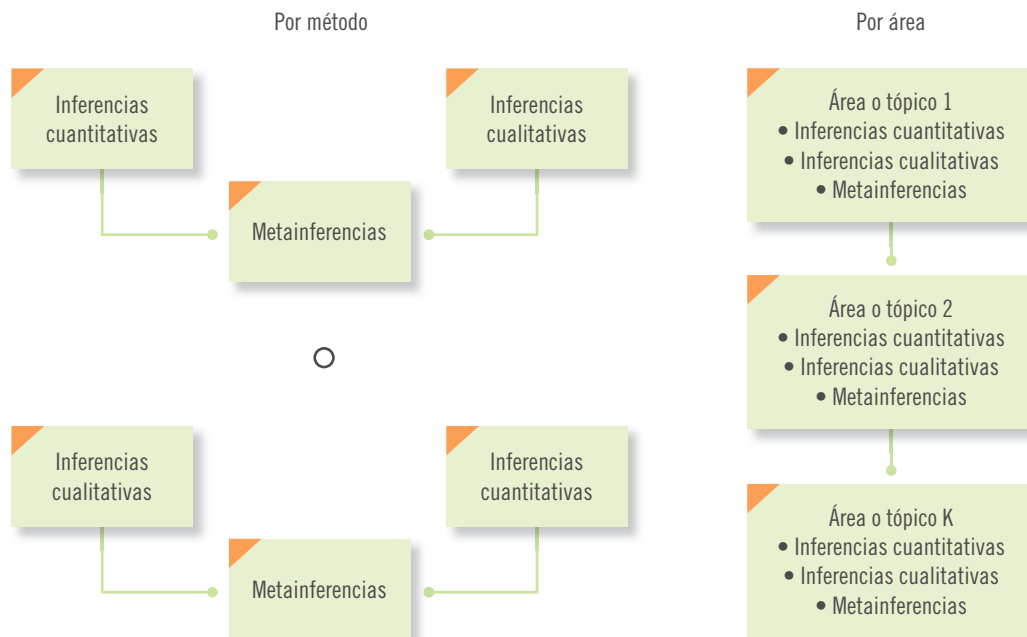 Por método
Inferencias
cuantitativas
Inferencias
cualitativas
Metainferencias
O
Inferencias
cualitativas
Inferencias
cuantitativas
Metainferencias
Por área
Área o tópico 1
• Inferencias cuantitativas
• Inferencias cualitativas
• Metainferencias
Área o tópico 2
• Inferencias cuantitativas
• Inferencias cualitativas
• Metainferencias
Área o tópico K
• Inferencias cuantitativas
• Inferencias cualitativas
• Metainferencias